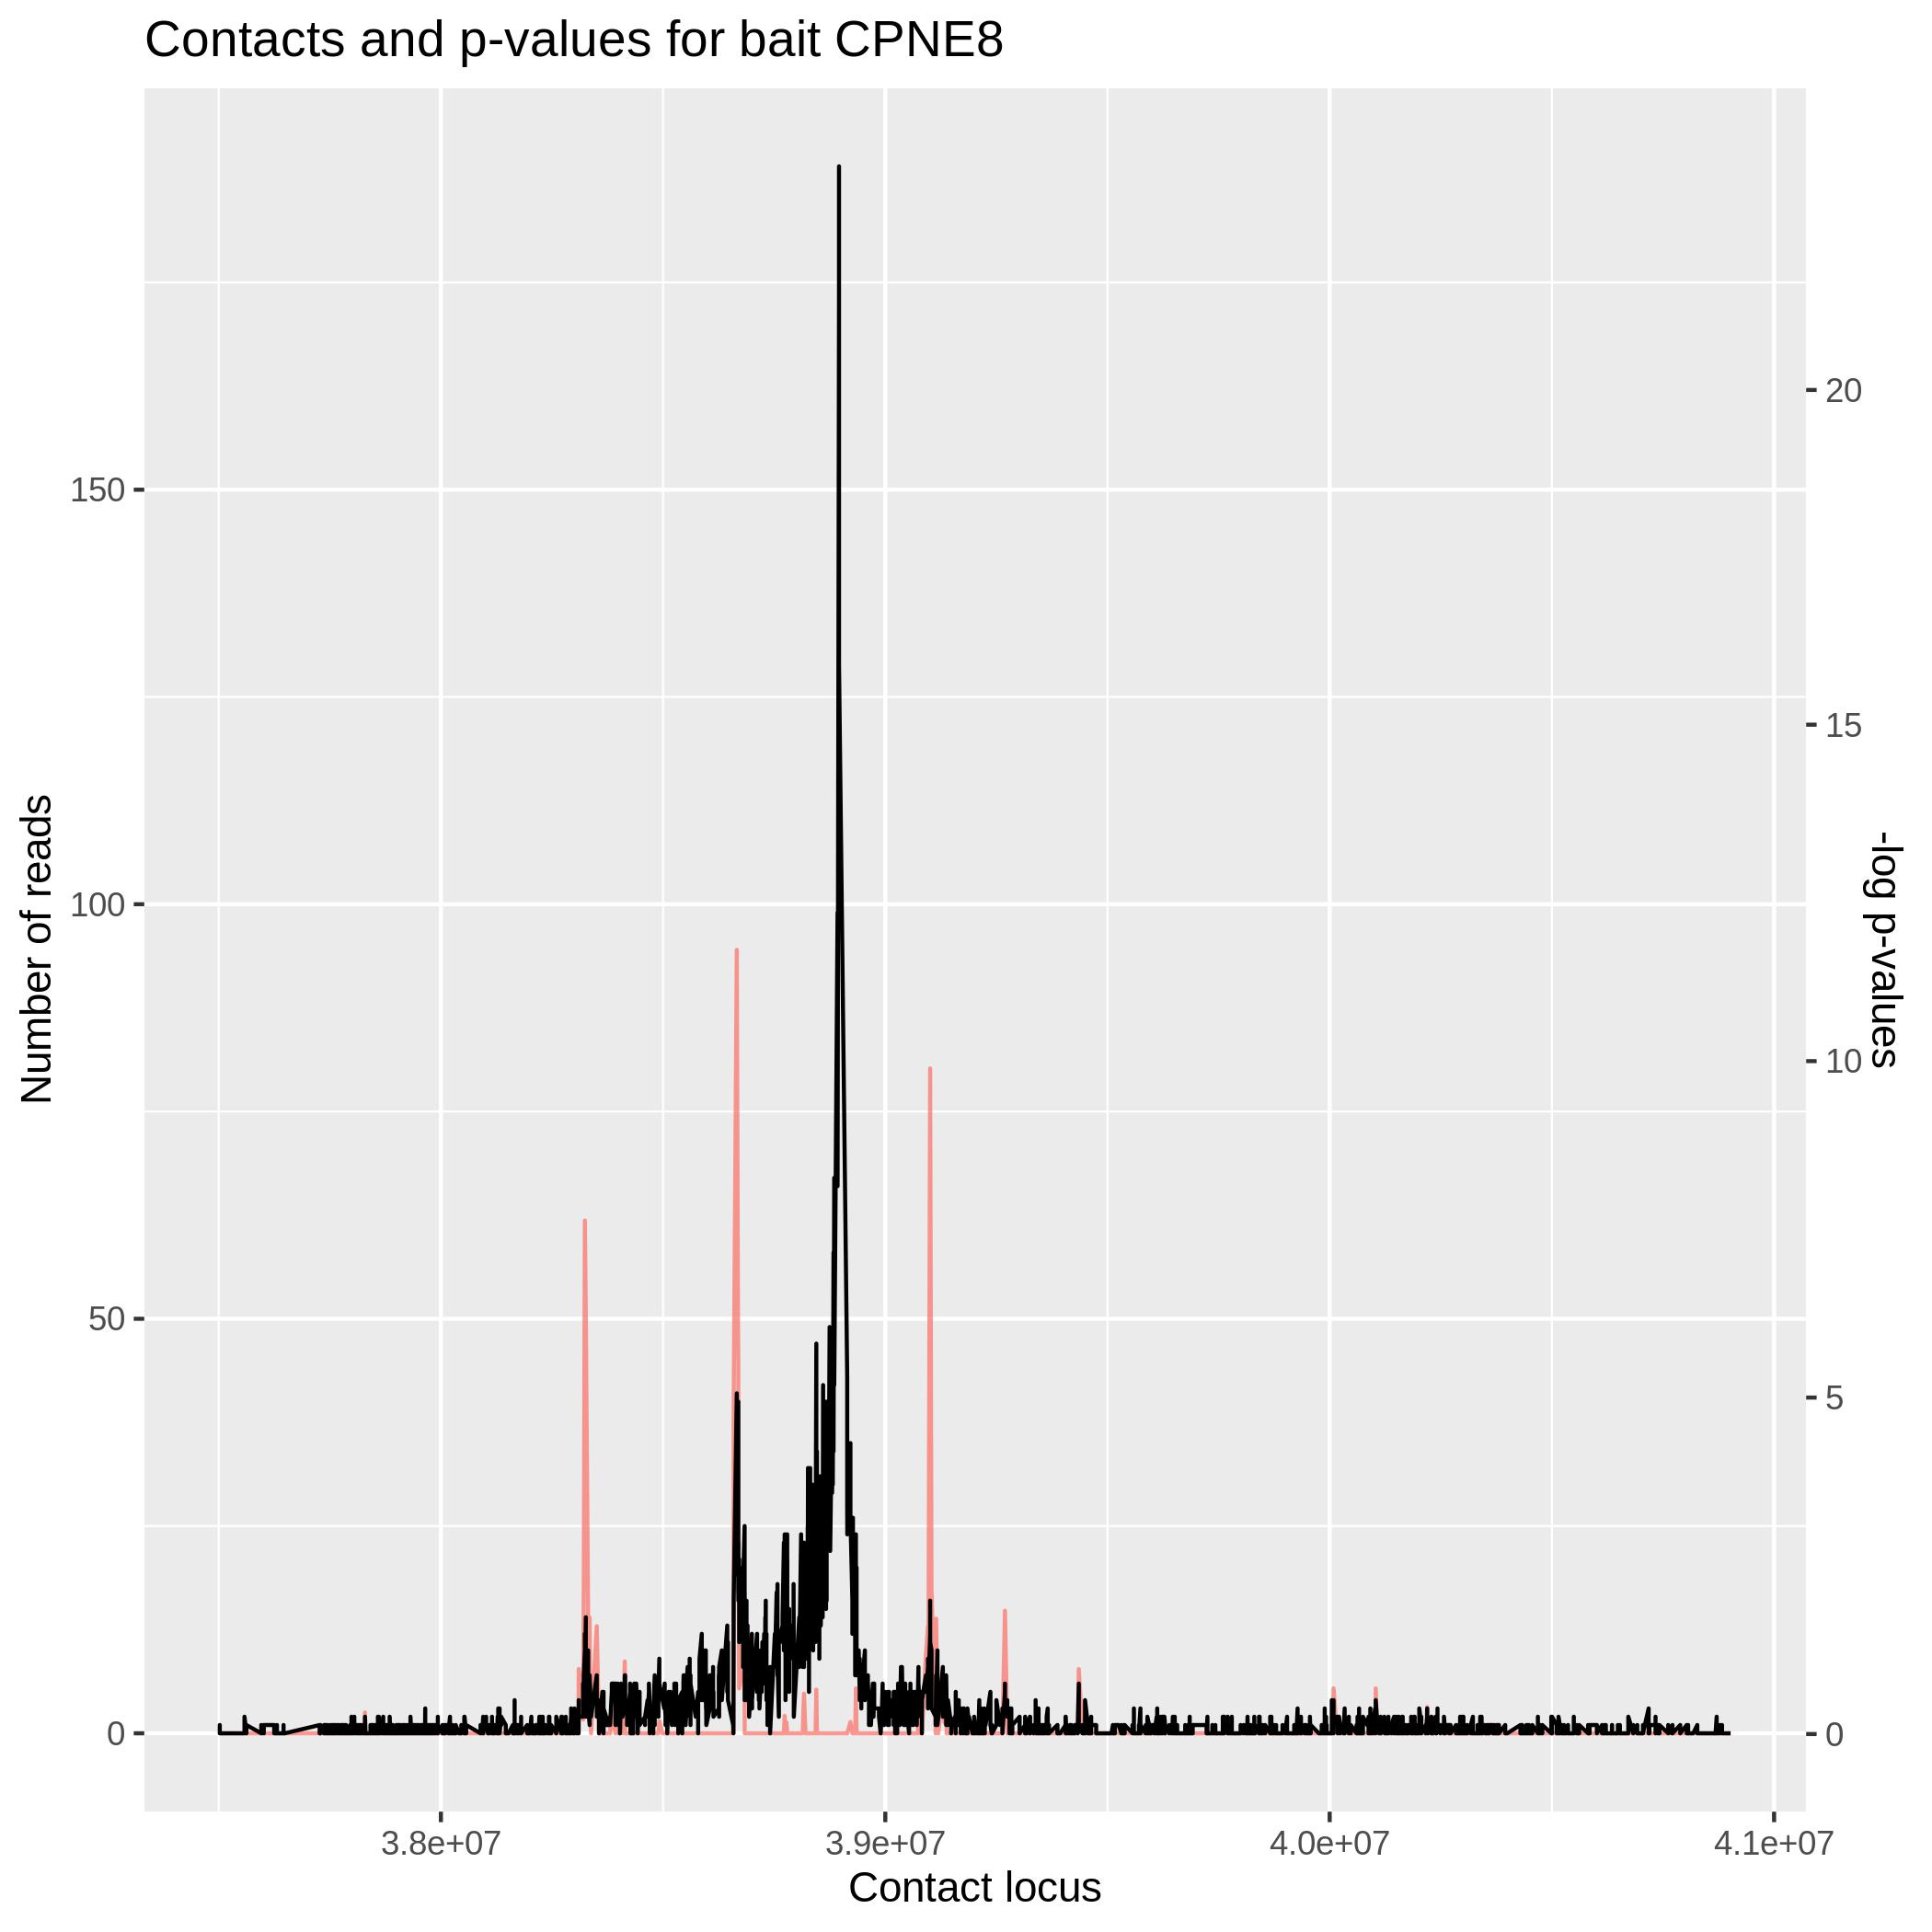 Contacts and p-values for bait CPNE8
Number of reads
150
100
50
0
20
15
10
5
0
-log p-values
3.8e+07
3.9e+07
4.0e+07
4.1e+07
Contact locus